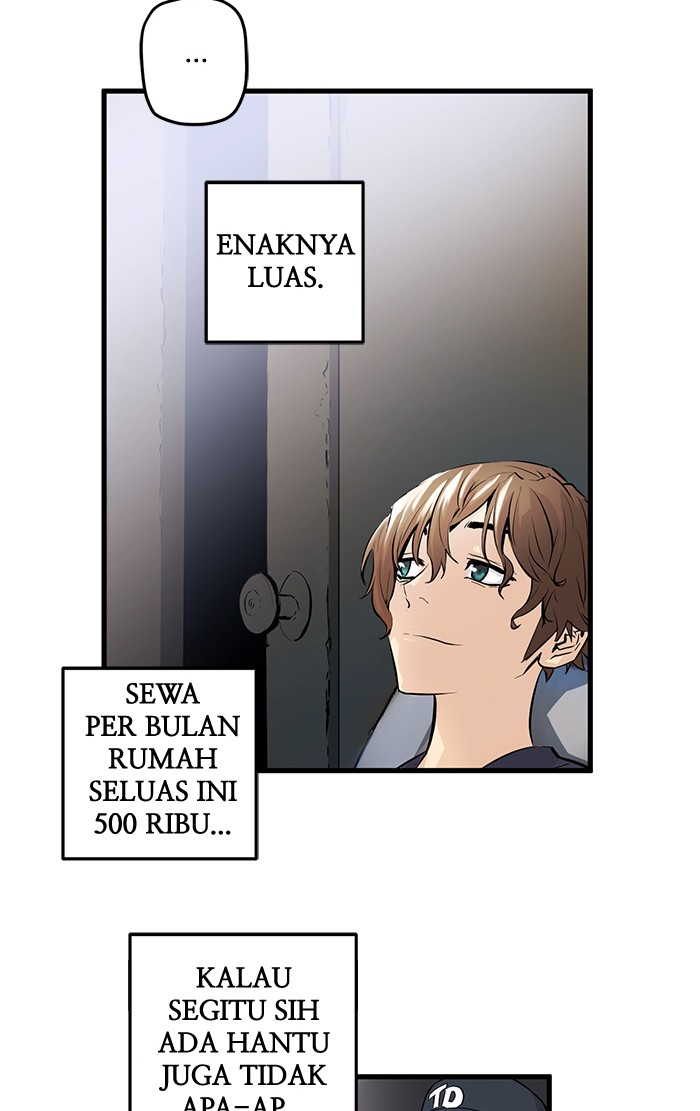 ...
ENAKNYA
LUAS.
SEWA
PER BULAN
RUMAH
SELUAS INI
500 RIBU...
KALAU
SEGITU SIH
ADA HANTU
JUGA TIDAK
APA-AP
TD